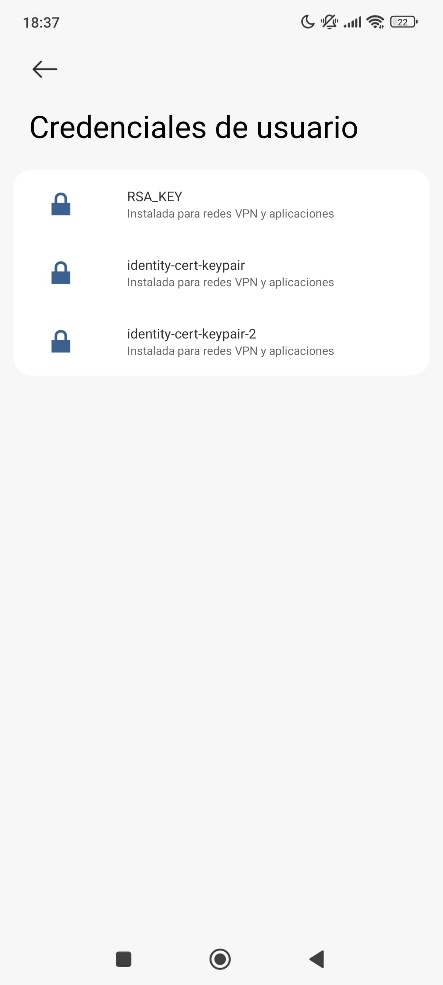 18:37
22
Credenciales de usuario
RSA_KEY
Instalada para redes VPN y aplicaciones
identity-cert-keypair
Instalada para redes VPN y aplicaciones
identity-cert-keypair-2
Instalada para redes VPN y aplicaciones